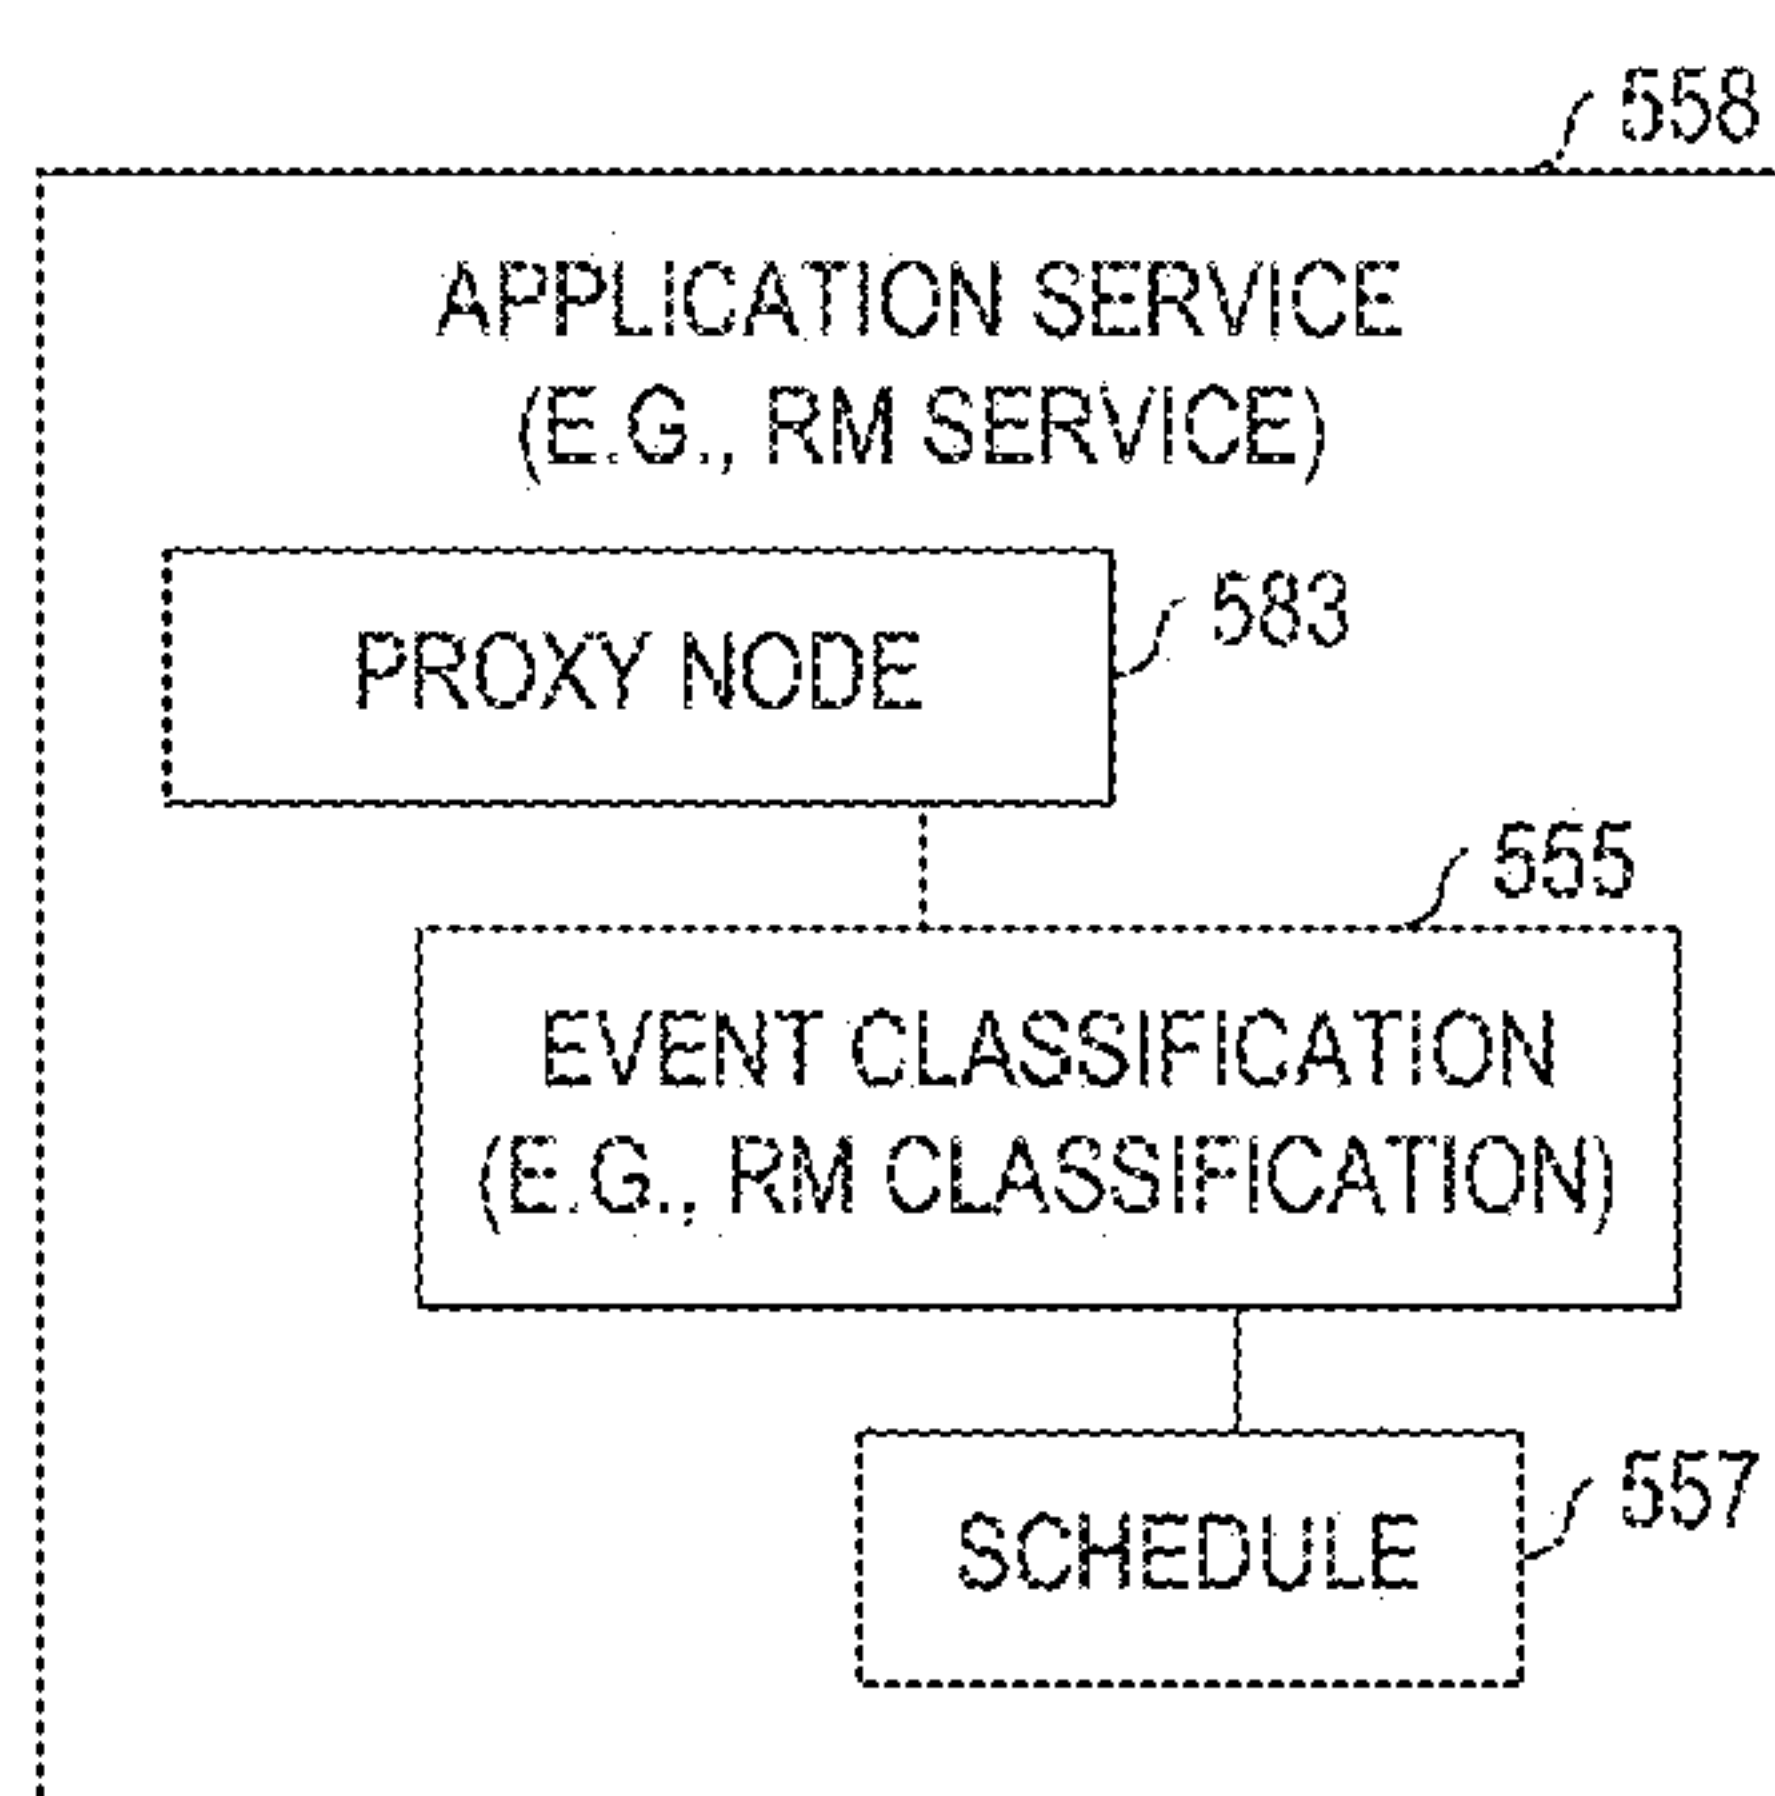 558
APPLICATION SERVICE
(E.G., RM SERVICE)
583
PROXY NODE
555
EVENT CLASSIFICATION
(E.G., RM CLASSIFICATION)
557
SCHEDULE